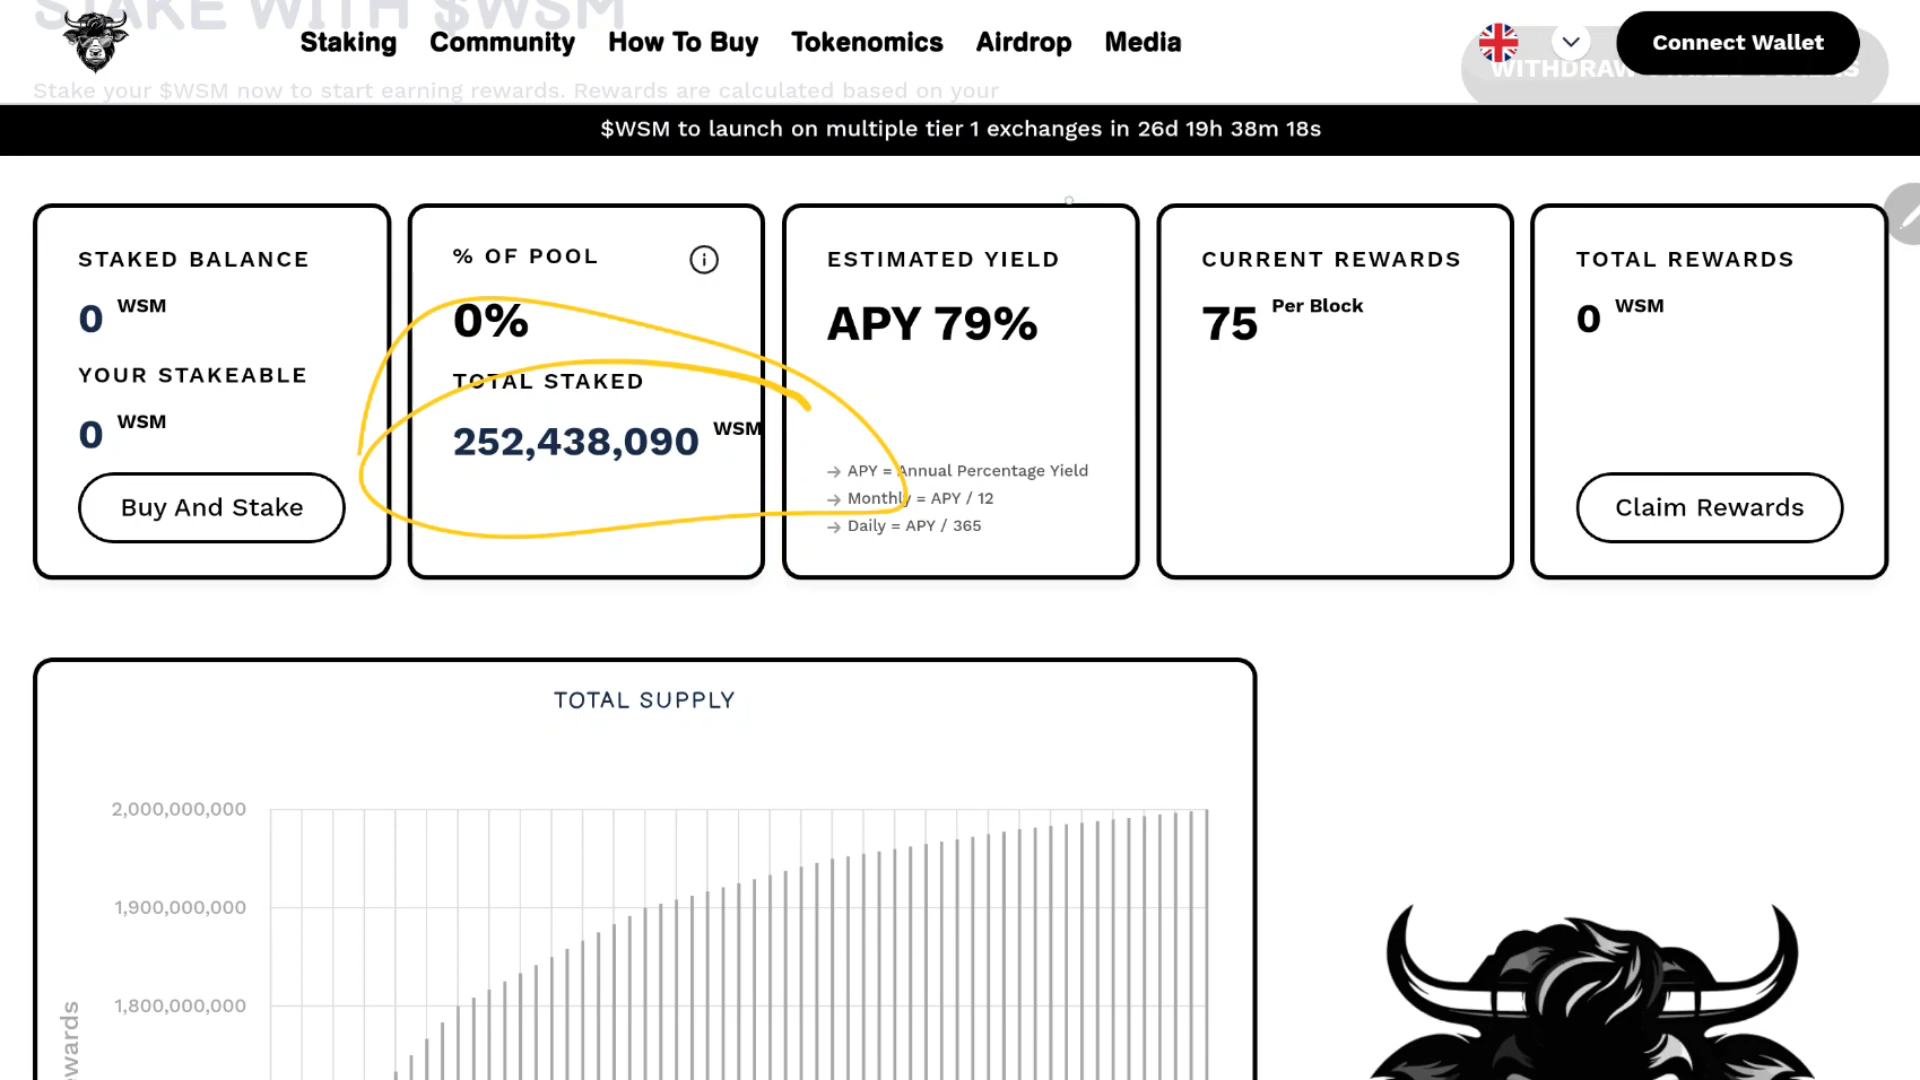 STAKE WITH $WSM
Staking Community How To Buy Tokenomics Airdrop Media
Connect Wallet
WITHDRAW
Stake your $WSM now to start earning rewards. Rewards are calculated based on your
$WSM to launch on multiple tier 1 exchanges in 26d 19h 38m 18s
STAKED BALANCE
0 WSM
YOUR STAKEABLE
0 WSM
Buy And Stake
% OF POOL
0%
TOTAL STAKED
252,438,090 WSM
ESTIMATED YIELD
APY 79%
→ APY = Annual Percentage Yield
→ Monthly = APY / 12
→ Daily = APY / 365
CURRENT REWARDS
75 Per Block
TOTAL REWARDS
0 WSM
Claim Rewards
TOTAL SUPPLY
2,000,000,000
1,900,000,000
1,800,000,000
ewards